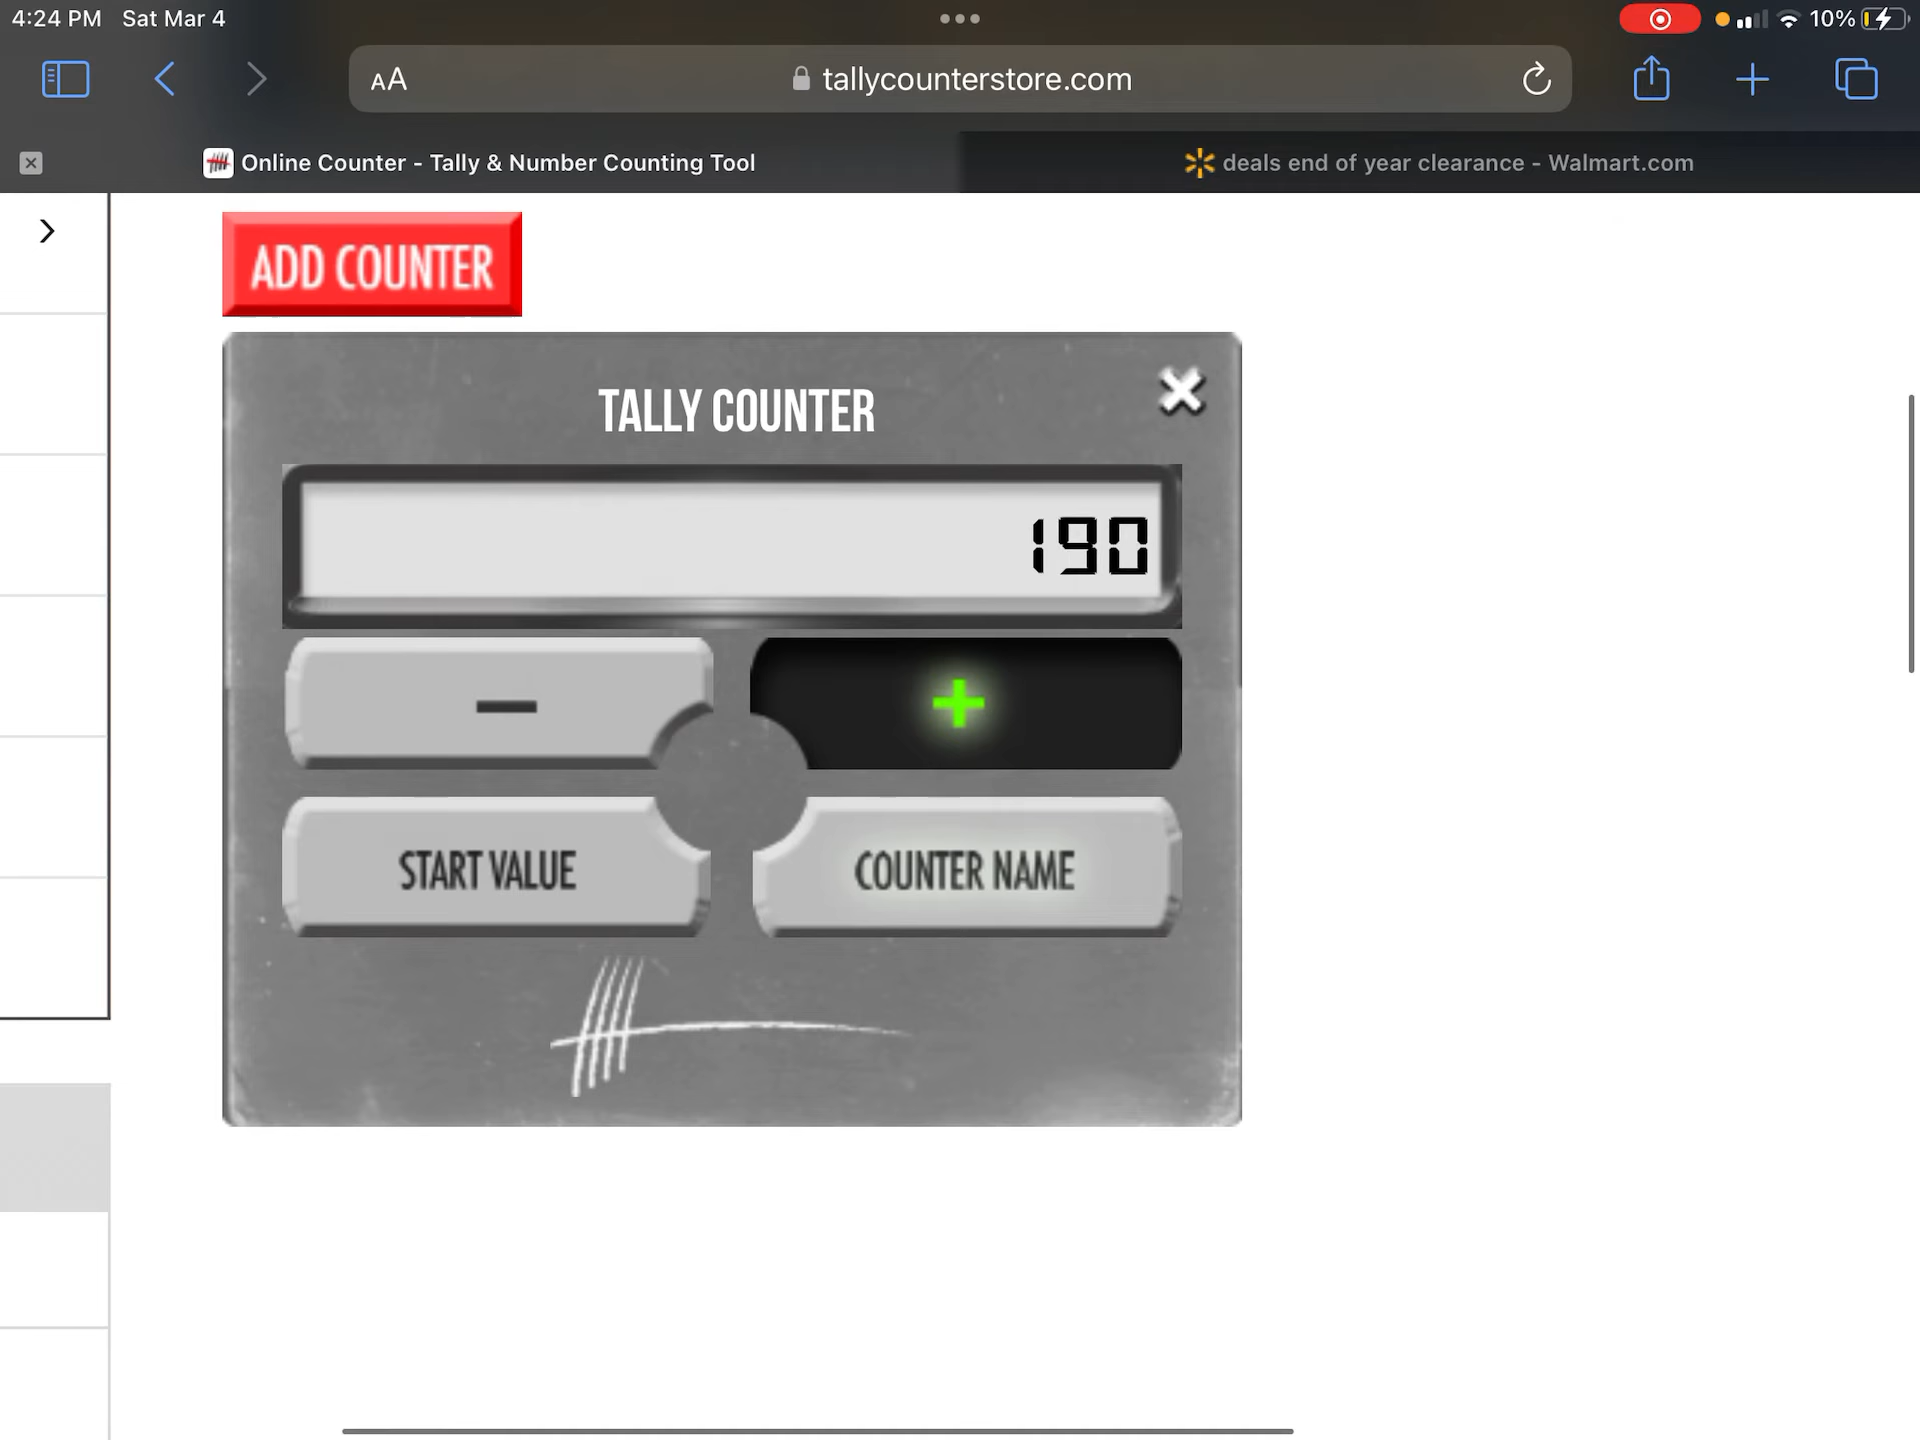 4:24 PM Sat Mar 4
10%
AA
tallycounterstore.com
Online Counter - Tally & Number Counting Tool
deals end of year clearance - Walmart.com
ADD COUNTER
TALLY COUNTER
190
START VALUE
COUNTER NAME